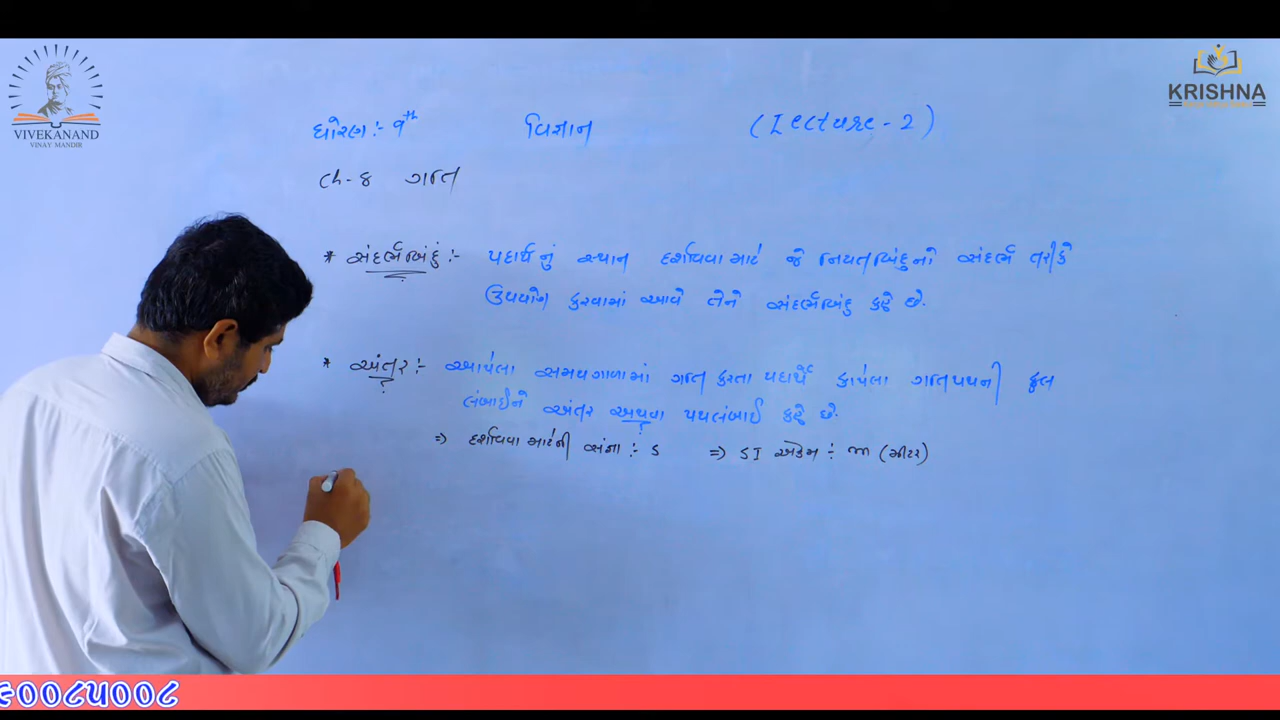 VIVEKANAND
VINAY MANDIR
KRISHNA
ધોરણ :- 9th વિજ્ઞાન (Lecture - 2)
Ch - 8 ગતિ
* સંદર્ભબિંદુ :- પદાર્થનું સ્થાન દર્શાવવા માટે જે નિયતબિંદુનો સંદર્ભ તરીકે
ઉપયોગ કરવામાં આવે તેને સંદર્ભબિંદુ કહે છે.
* અંતર :- આપેલા સમયગાળામાં ગતિ કરતા પદાર્થે કાપેલા ગતિપથની કુલ
લંબાઈને અંતર અથવા પથલંબાઈ કહે છે.
⇒ દર્શાવવા માટેની સંજ્ઞા :- S ⇒ SI એકમ :- m (મીટર)
૯૦૦૮૫૦૦૮